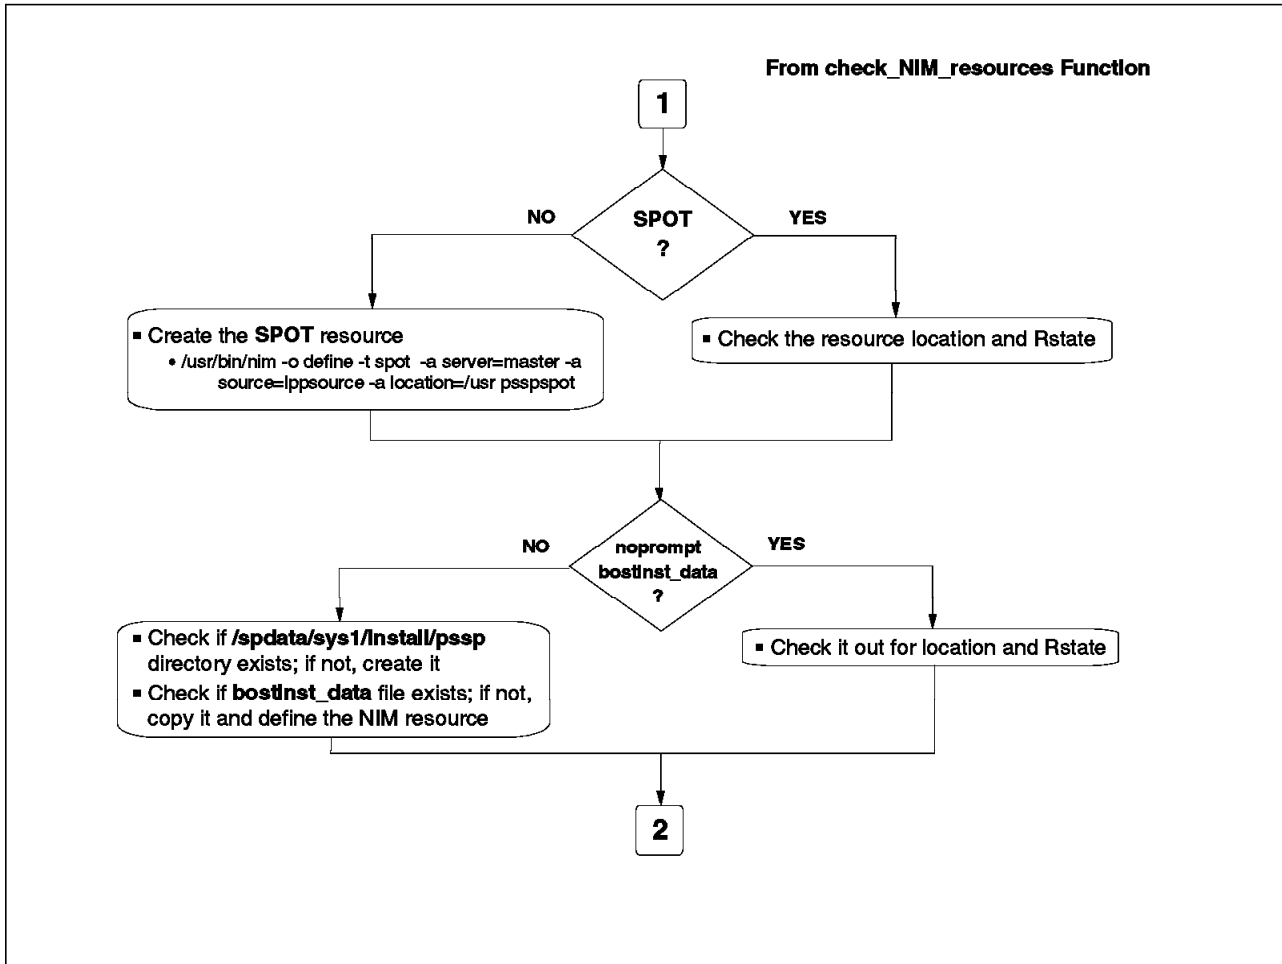 From check_NIM_resources Function
1
NO
SPOT
?
YES
▪ Create the SPOT resource
• /usr/bin/nim -o define -t spot -a server=master -a
source=lppsource -a location=/usr psspspot
▪ Check the resource location and Rstate
NO
noprompt
bostinst_data
?
YES
▪ Check if /spdata/sys1/install/pssp
directory exists; if not, create it
▪ Check if bostinst_data file exists; if not,
copy it and define the NIM resource
▪ Check it out for location and Rstate
2